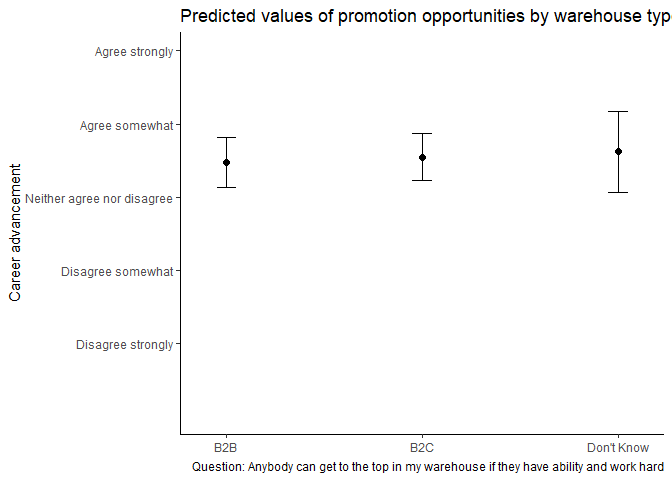 Predicted values of promotion opportunities by warehouse typ
Agree strongly
Agree somewhat
Neither agree nor disagree
Disagree somewhat
Disagree strongly
Career advancement
B2B
B2C
Don't Know
Question: Anybody can get to the top in my warehouse if they have ability and work hard